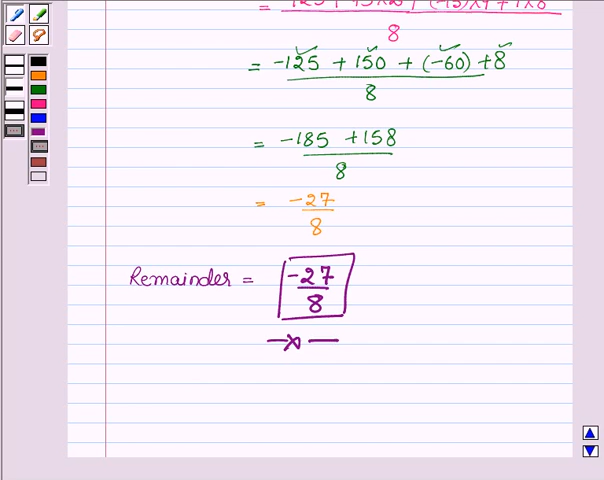 = -125 + 150 + (-60) + 8
8
= -185 + 158
8
= -27
8
Remainder = -27
8